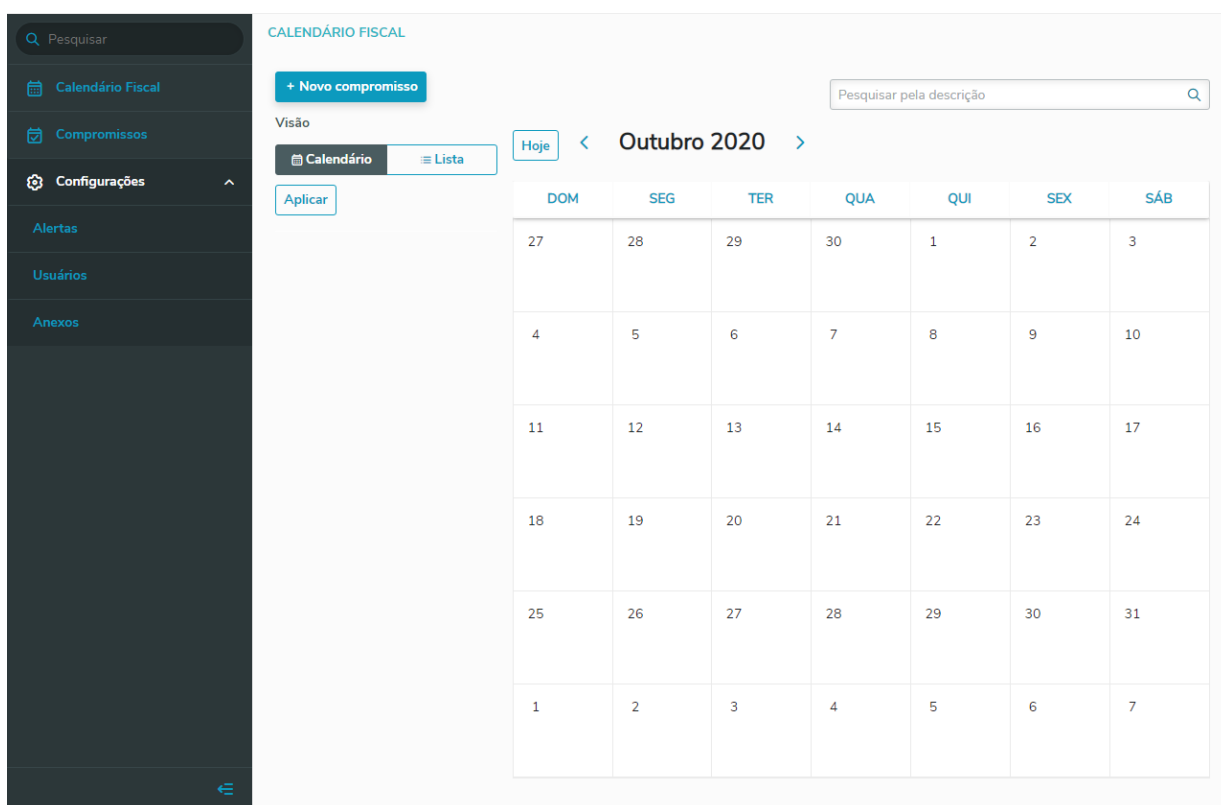 Pesquisar
Calendário Fiscal
Compromissos
Configurações
Alertas
Usuários
Anexos
CALENDÁRIO FISCAL
+ Novo compromisso
Visão
Calendário Lista
Aplicar
Pesquisar pela descrição
Hoje < Outubro 2020 >
DOM SEG TER QUA QUI SEX SÁB
27 28 29 30 1 2 3
4 5 6 7 8 9 10
11 12 13 14 15 16 17
18 19 20 21 22 23 24
25 26 27 28 29 30 31
1 2 3 4 5 6 7